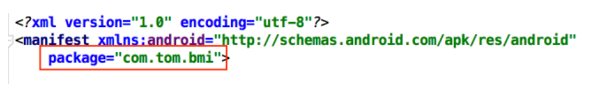 <?xml version="1.0" encoding="utf-8"?>
<manifest xmlns:android="http://schemas.android.com/apk/res/android"
package="com.tom.bmi">